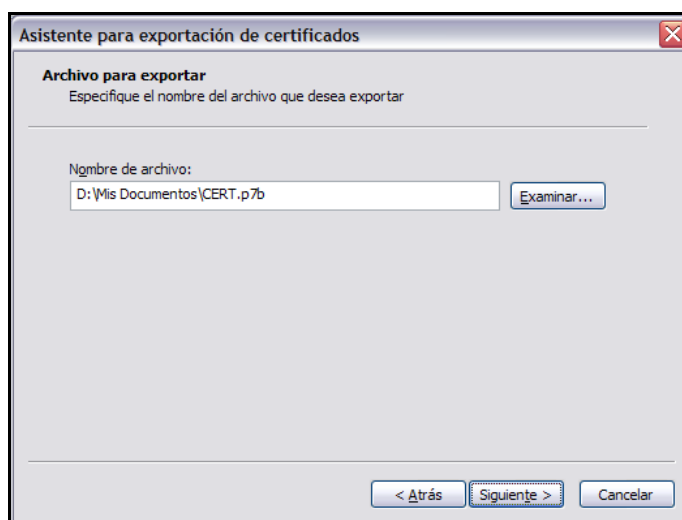 Asistente para exportación de certificados
Archivo para exportar
Especifique el nombre del archivo que desea exportar
Nombre de archivo:
D:\Mis Documentos\CERT.p7b
Examinar...
< Atrás
Siguiente >
Cancelar